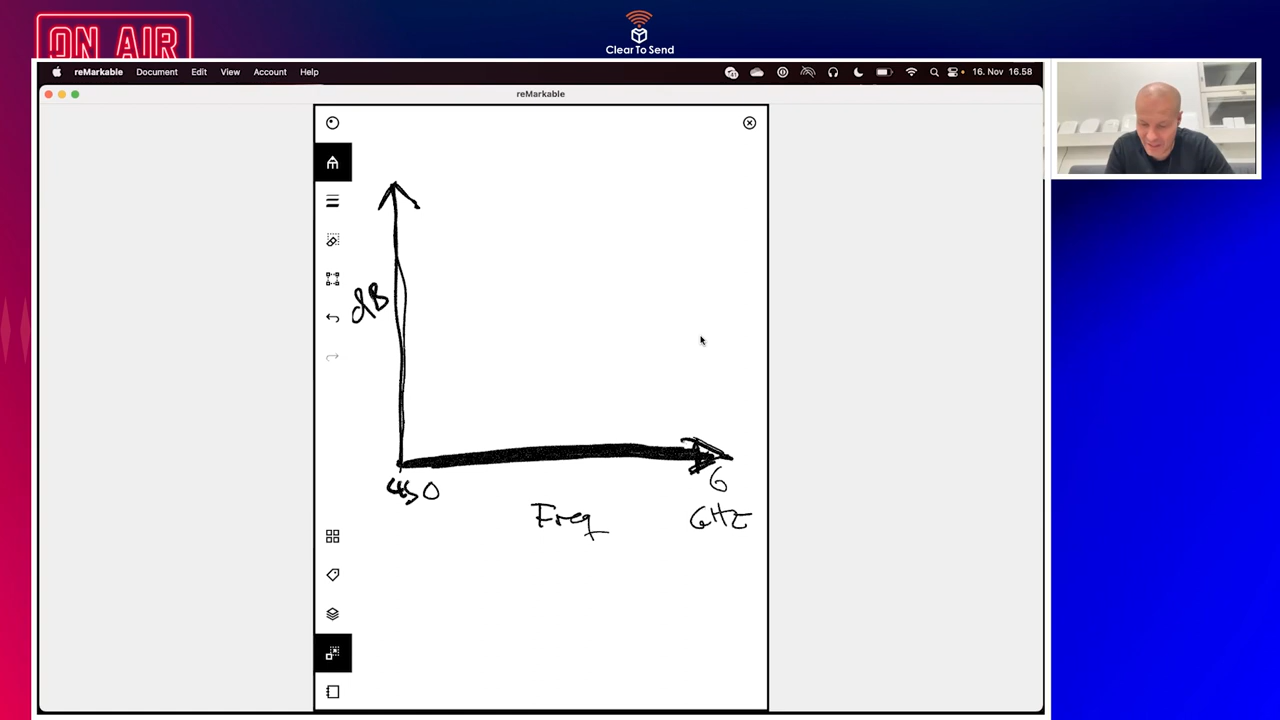 ON AIR
Clear To Send
reMarkable Document Edit View Account Help 16. Nov 16.58
reMarkable
dB
450
6
Freq
GHz